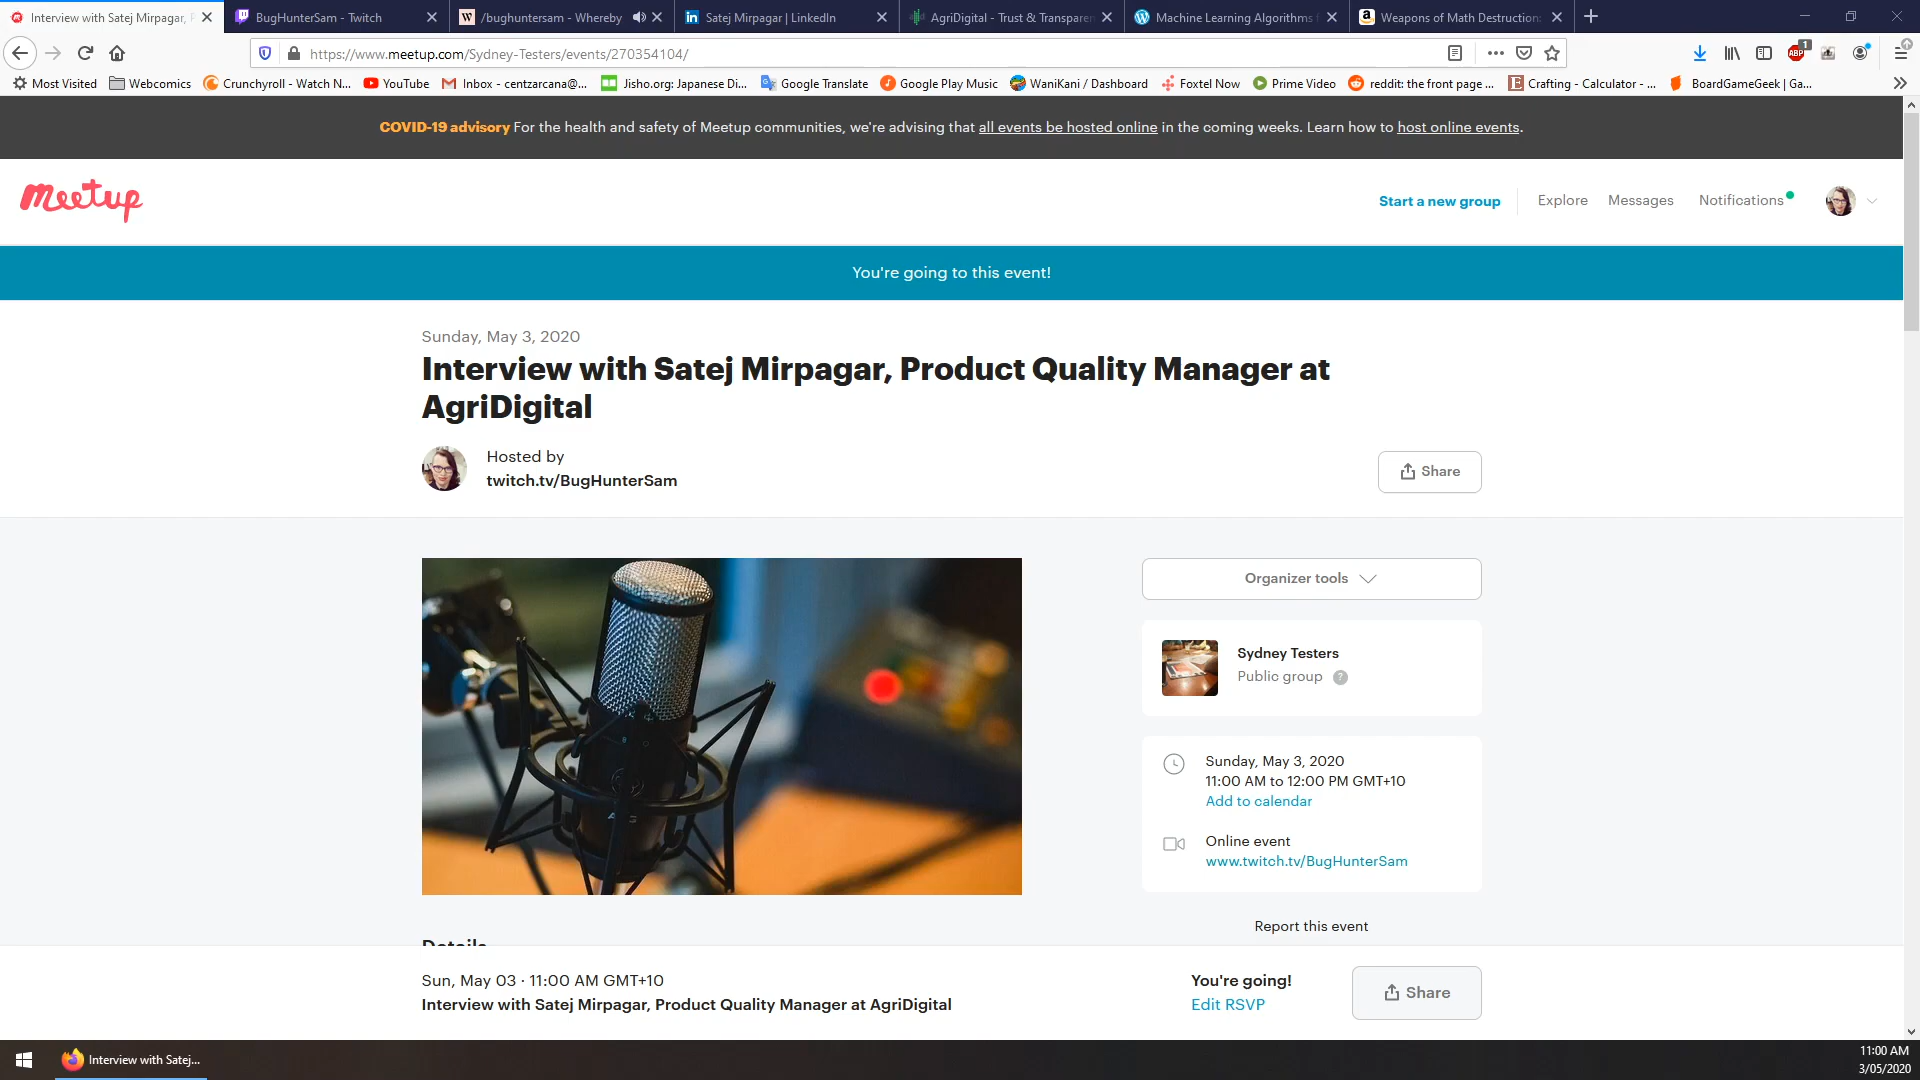 Interview with Satej Mirpagar, P
BugHunterSam - Twitch
/bughuntersam - Whereby
Satej Mirpagar | LinkedIn
AgriDigital - Trust & Transparen
Machine Learning Algorithms f
Weapons of Math Destruction:
https://www.meetup.com/Sydney-Testers/events/270354104/
ABP
1
Most Visited
Webcomics
Crunchyroll - Watch N...
YouTube
Inbox - centzarcana@...
Jisho.org: Japanese Di...
Google Translate
Google Play Music
WaniKani / Dashboard
Foxtel Now
Prime Video
reddit: the front page ...
Crafting - Calculator - ...
BoardGameGeek | Ga...
COVID-19 advisory For the health and safety of Meetup communities, we're advising that all events be hosted online in the coming weeks. Learn how to host online events.
meetup
Start a new group
Explore
Messages
Notifications
You're going to this event!
Sunday, May 3, 2020
Interview with Satej Mirpagar, Product Quality Manager at
AgriDigital
Hosted by
twitch.tv/BugHunterSam
Share
Organizer tools
Sydney Testers
Public group ?
Sunday, May 3, 2020
11:00 AM to 12:00 PM GMT+10
Add to calendar
Online event
www.twitch.tv/BugHunterSam
Report this event
Details
Sun, May 03 · 11:00 AM GMT+10
Interview with Satej Mirpagar, Product Quality Manager at AgriDigital
You're going!
Edit RSVP
Share
Interview with Satej...
11:00 AM
3/05/2020